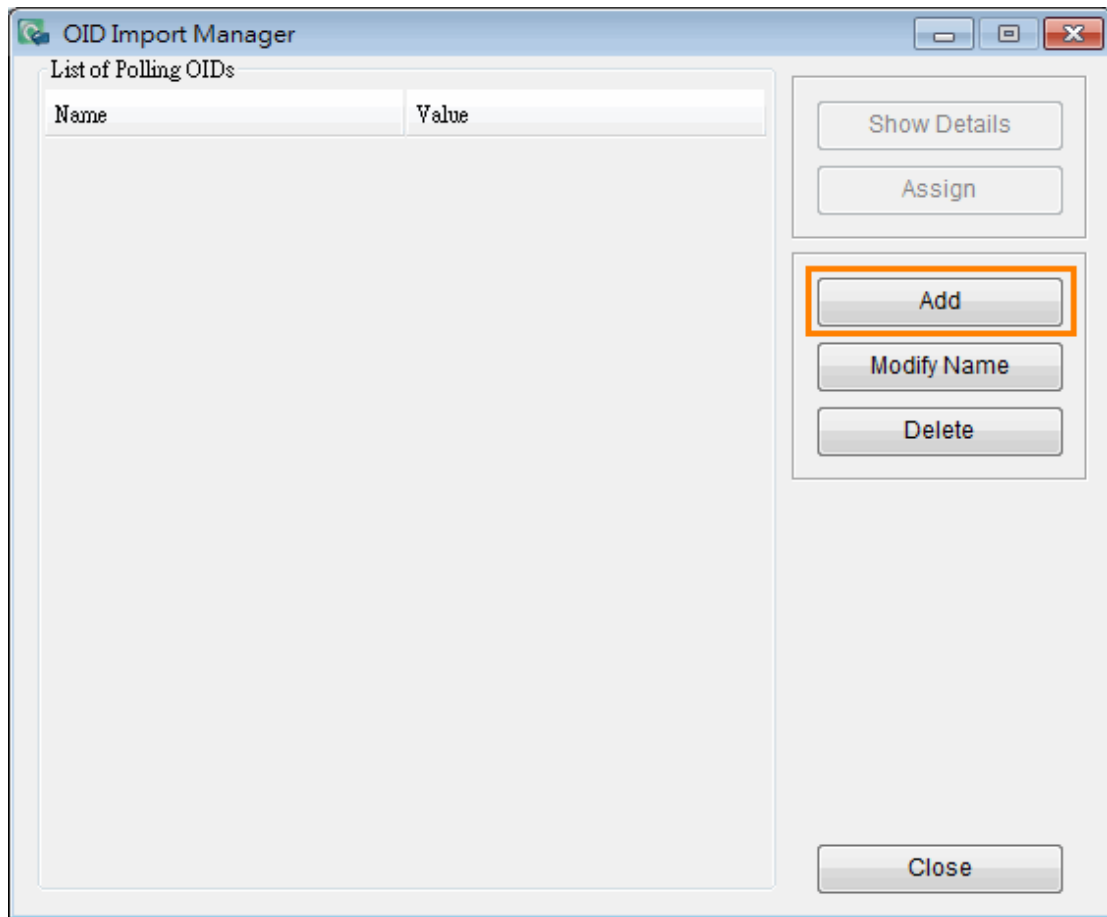 OID Import Manager
List of Polling OIDs
Name Value
Show Details
Assign
Add
Modify Name
Delete
Close